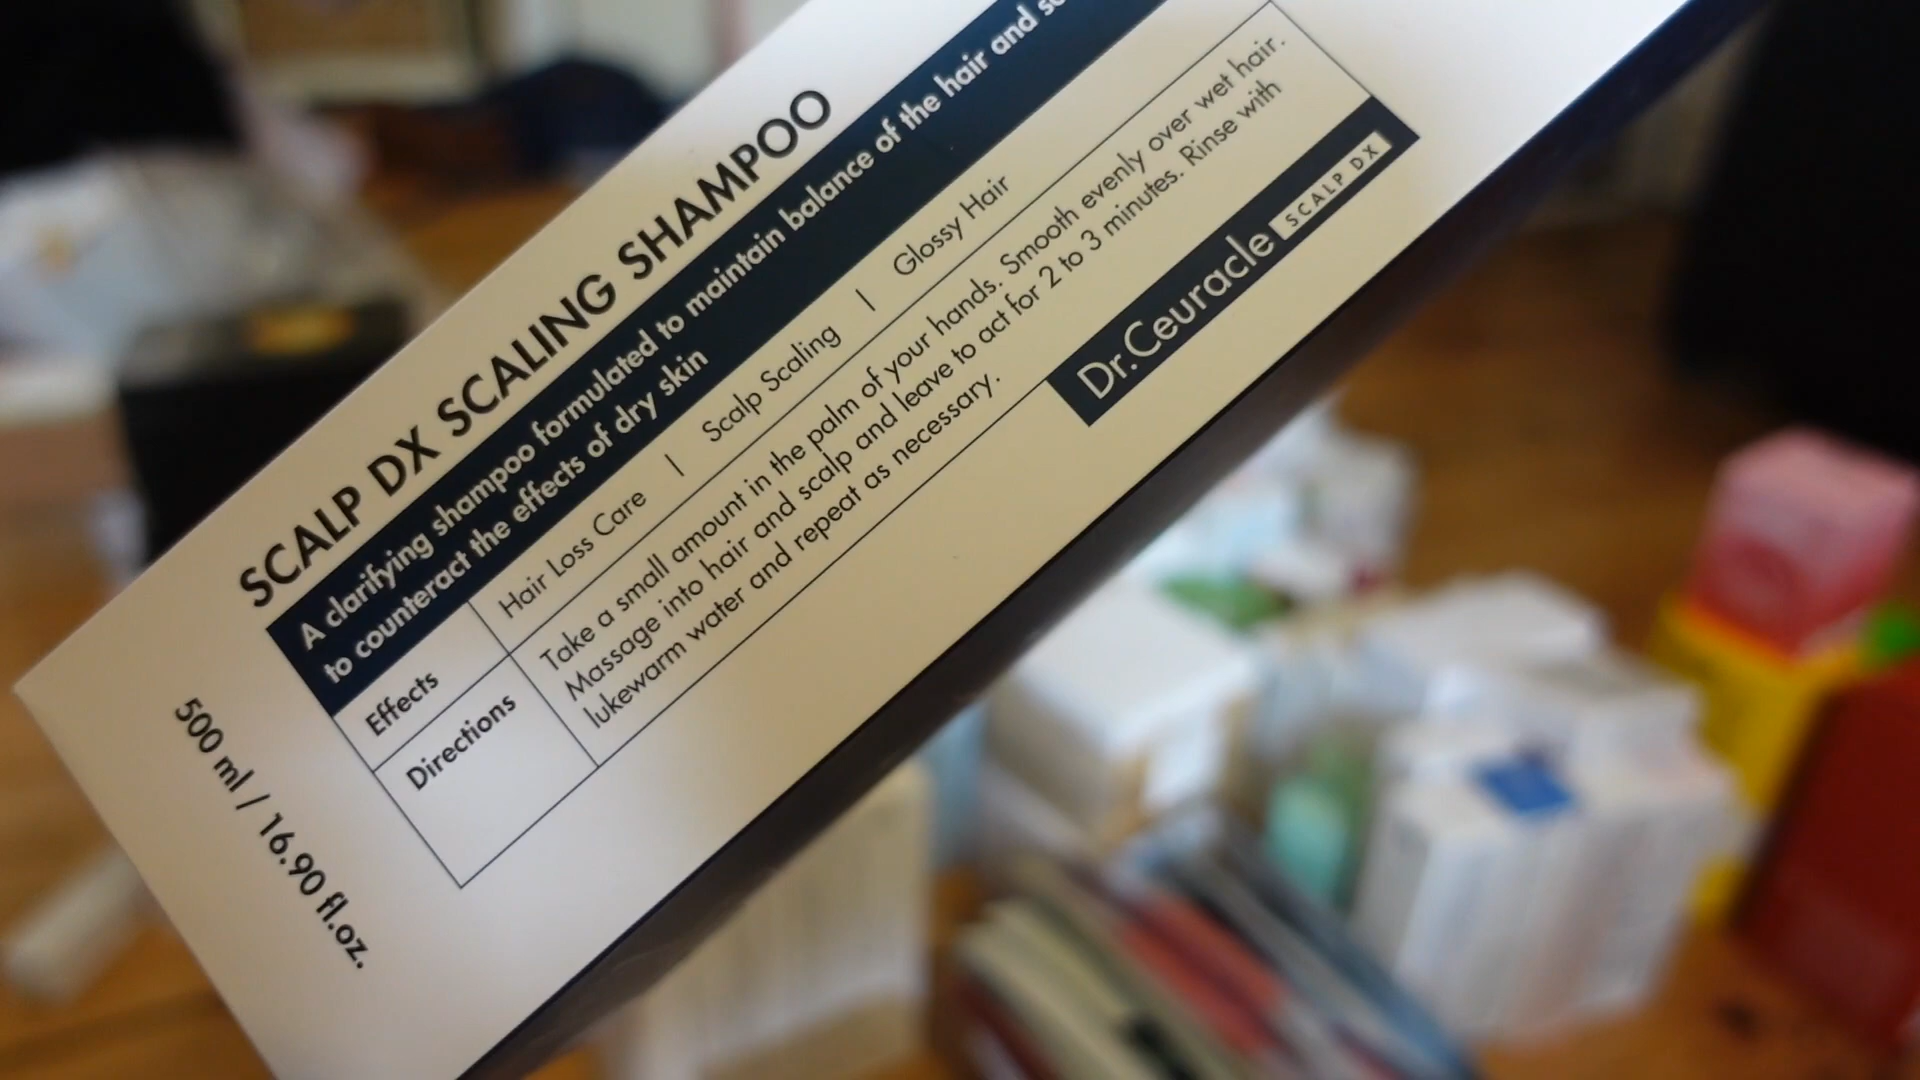 SCALP DX SCALING SHAMPOO
A clarifying shampoo formulated to maintain balance of the hair and
to counteract the effects of dry skin
Effects
Hair Loss Care | Scalp Scaling | Glossy Hair
Directions
Take a small amount in the palm of your hands. Smooth evenly over wet hair.
Massage into hair and scalp and leave to act for 2 to 3 minutes. Rinse with
lukewarm water and repeat as necessary.
Dr.Ceuracle SCALP DX
500 ml / 16.90 fl.oz.